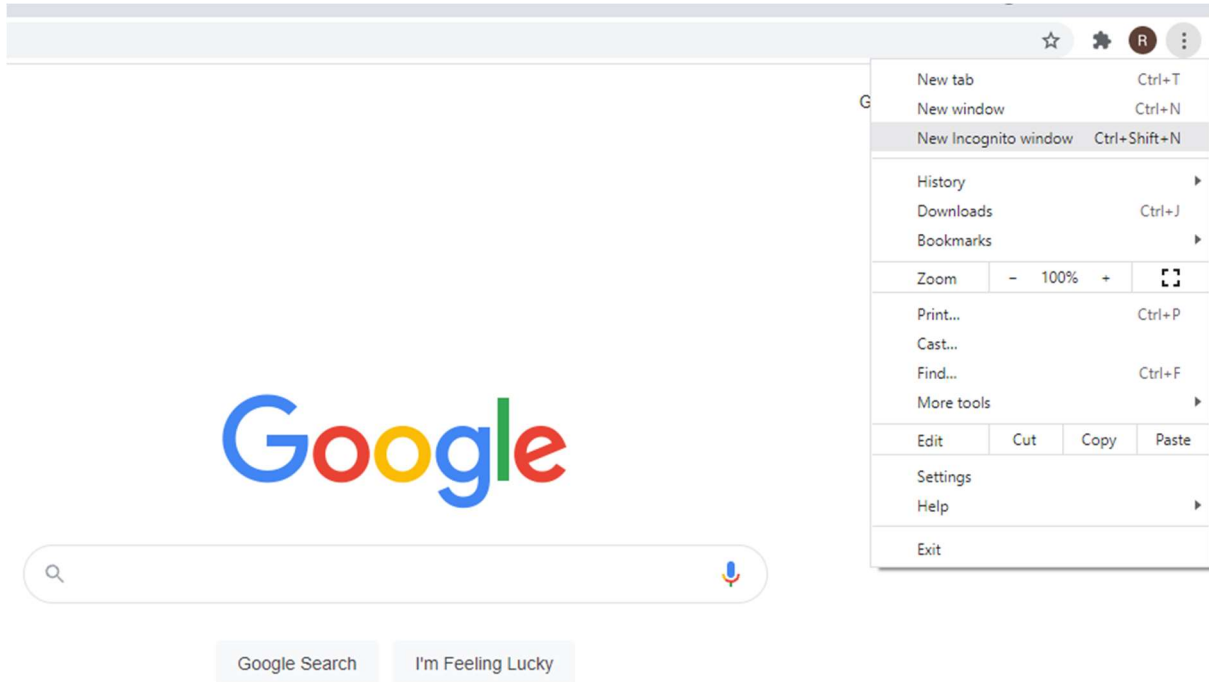 R
New tab Ctrl+T
G
New window Ctrl+N
New Incognito window Ctrl+Shift+N
History
Downloads Ctrl+J
Bookmarks
Zoom - 100% +
Print... Ctrl+P
Cast...
Find... Ctrl+F
More tools
Edit Cut Copy Paste
Settings
Help
Exit
Google
Google Search I'm Feeling Lucky